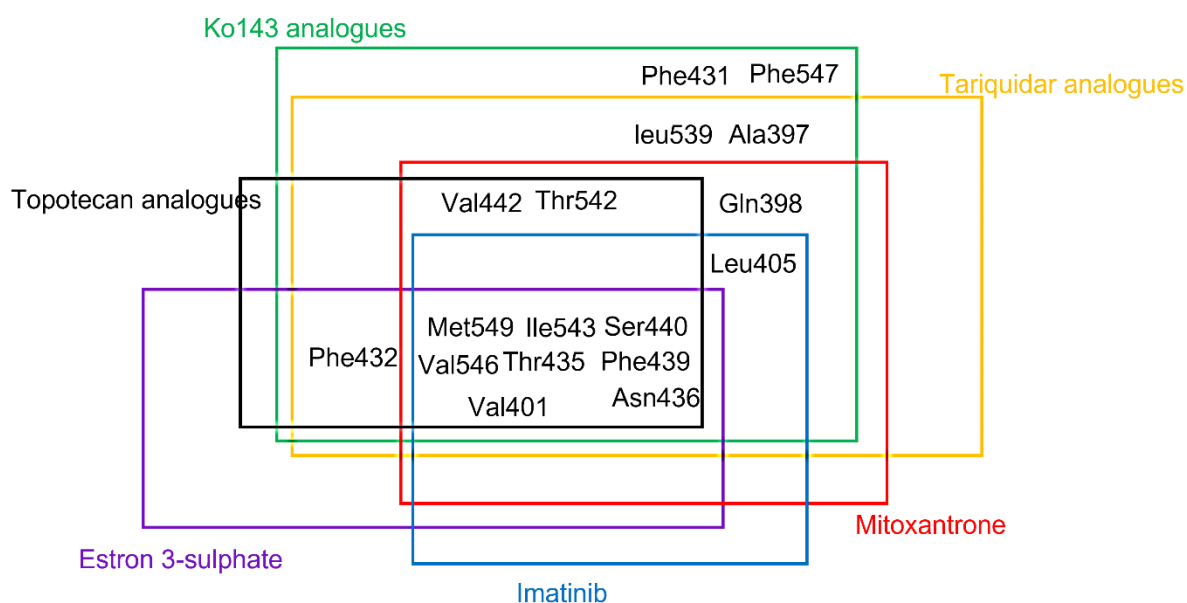 Ko143 analogues
Phe431 Phe547
Tariquidar analogues
leu539 Ala397
Topotecan analogues
Val442 Thr542
Gln398
Leu405
Met549 Ile543 Ser440
Phe432
Val546 Thr435 Phe439
Val401
Asn436
Mitoxantrone
Estron 3-sulphate
Imatinib